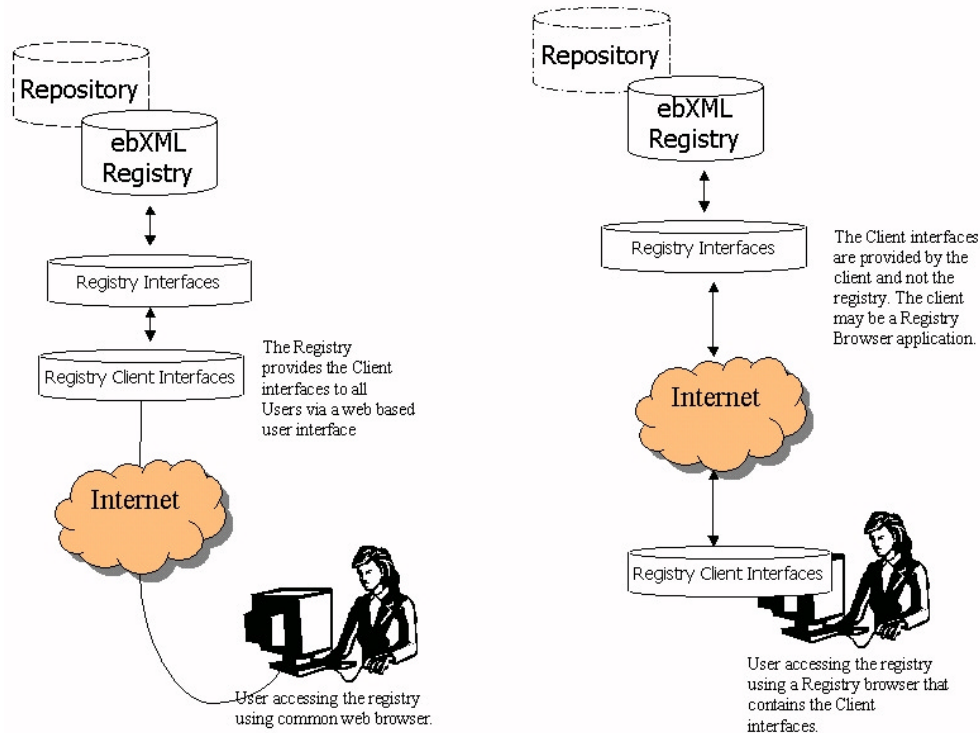 Repository
ebXML
Registry
Registry Interfaces
Registry Client Interfaces
The Registry
provides the Client
interfaces to all
Users via a web based
user interface
Internet
User accessing the registry
using common web browser.
Repository
ebXML
Registry
Registry Interfaces
The Client interfaces
are provided by the
client and not the
registry. The client
may be a Registry
Browser application.
Internet
Registry Client Interfaces
User accessing the registry
using a Registry browser that
contains the Client
interfaces.